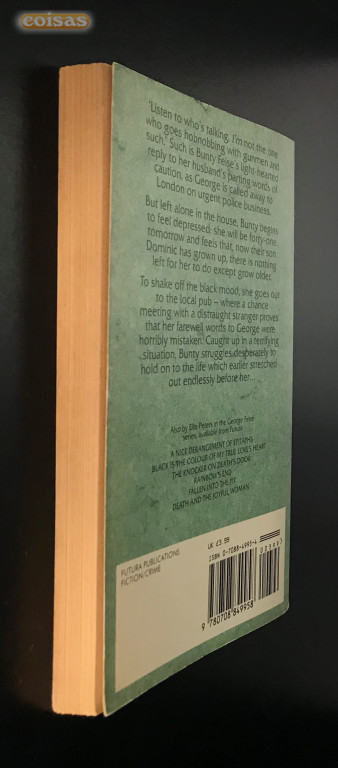 coisas
'Listen to who's talking. I'm not the one
who goes hobnobbing with gunmen and
such.' Such is Bunty Felse's light-hearted
reply to her husband's parting words of
caution, as George is called away to
London on urgent police business.
But left alone in the house, Bunty begins
to feel depressed: she will be forty-one
tomorrow and feels that, now their son
Dominic has grown up, there is nothing
left for her to do except grow older.
To shake off the black mood, she goes out
to the local pub – where a chance
meeting with a distraught stranger proves
that her farewell words to George were
horribly mistaken. Caught up in a terrifying
situation, Bunty struggles desperately to
hold on to the life which earlier stretched
out endlessly before her...
Also by Ellis Peters in the George Felse
series, available from Futura:
A NICE DERANGEMENT OF EPITAPHS
BLACK IS THE COLOUR OF MY TRUE LOVE'S HEART
THE KNOCKER ON DEATH'S DOOR
RAINBOW'S END
FALLEN INTO THE PIT
DEATH AND THE JOYFUL WOMAN
FUTURA PUBLICATIONS
FICTION/CRIME
UK £3.99
ISBN 0-7088-4995-4
9 780708 849958